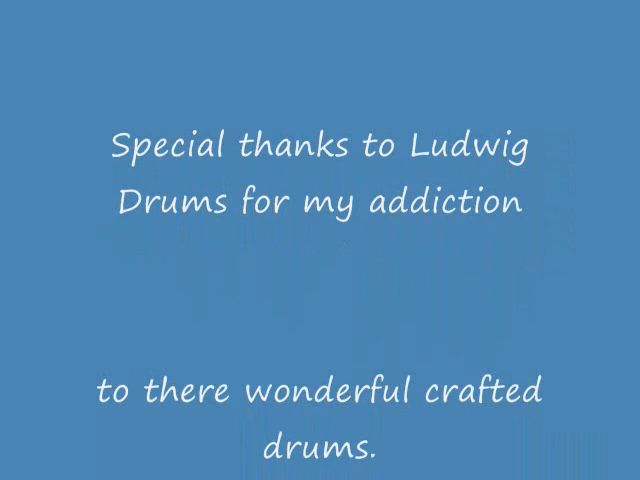 Special thanks to Ludwig
Drums for my addiction
to there wonderful crafted
drums.